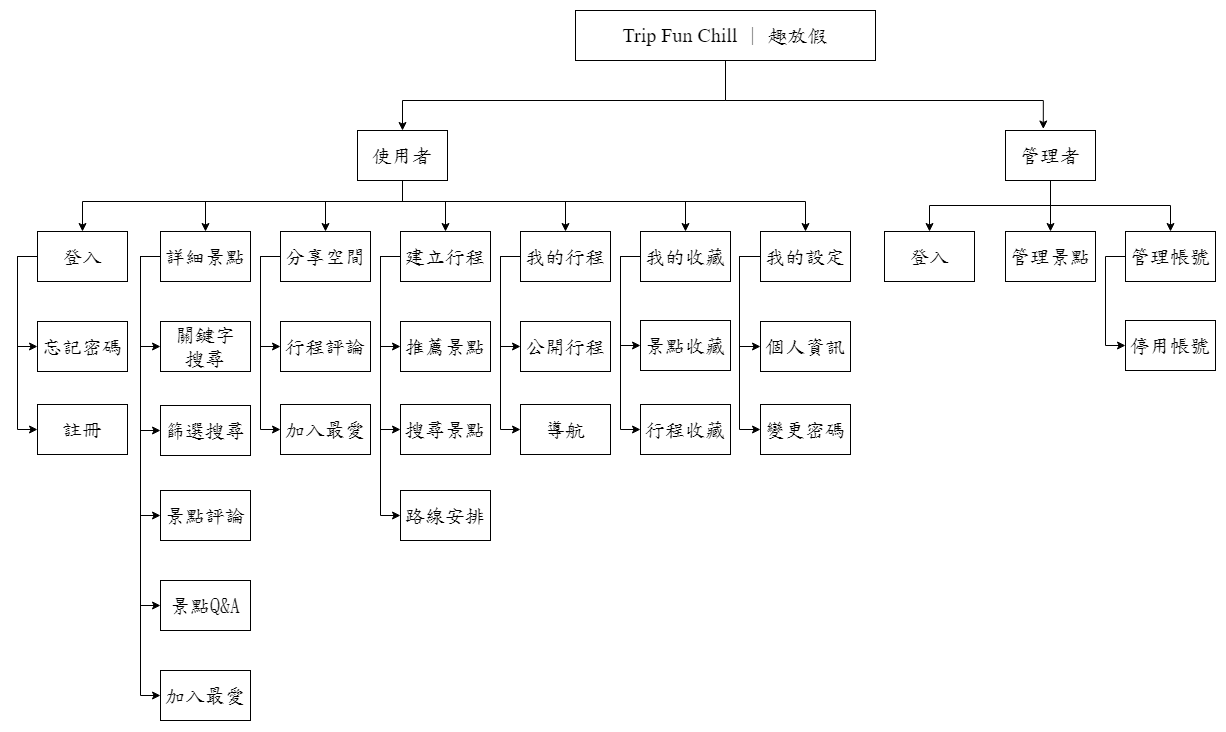 Trip Fun Chill｜趣放假
使用者
管理者
登入
詳細景點
分享空間
建立行程
我的行程
我的收藏
我的設定
登入
管理景點
管理帳號
忘記密碼
關鍵字
搜尋
行程評論
推薦景點
公開行程
景點收藏
個人資訊
停用帳號
註冊
篩選搜尋
加入最愛
搜尋景點
導航
行程收藏
變更密碼
景點評論
路線安排
景點Q&A
加入最愛